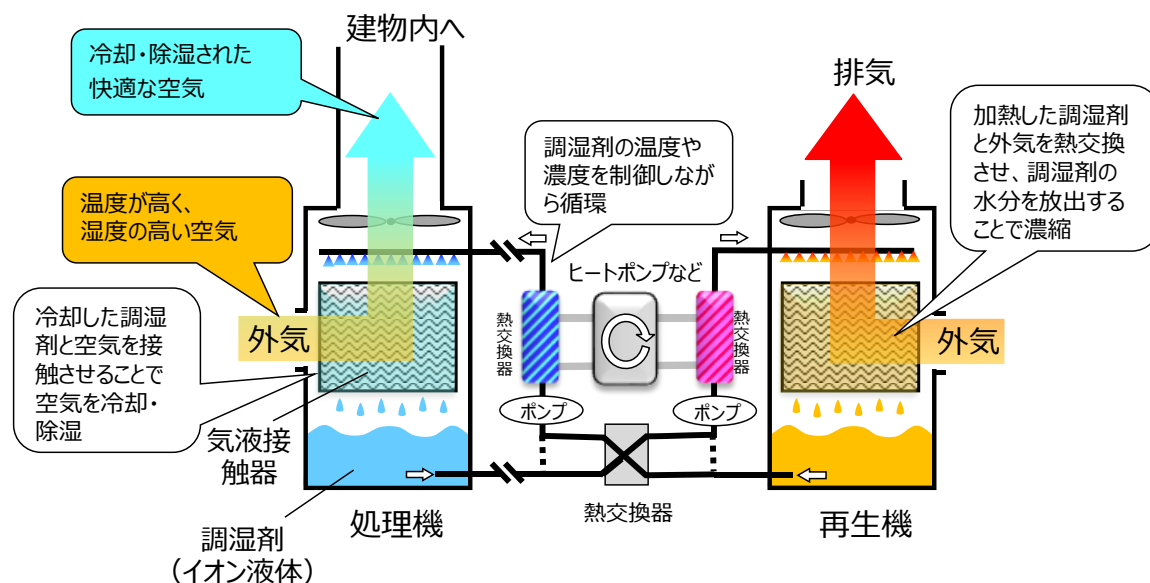 建物内へ
冷却・除湿された
快適な空気
排気
加熱した調湿剤
と外気を熱交換
させ、調湿剤の
水分を放出する
ことで濃縮
調湿剤の温度や
濃度を制御しなが
ら循環
温度が高く、
湿度の高い空気
ヒートポンプなど
冷却した調湿
剤と空気を接
触させることで
空気を冷却・
除湿
外気
熱交換器
熱交換器
外気
ポンプ
ポンプ
気液接
触器
熱交換器
処理機
再生機
調湿剤
（イオン液体）